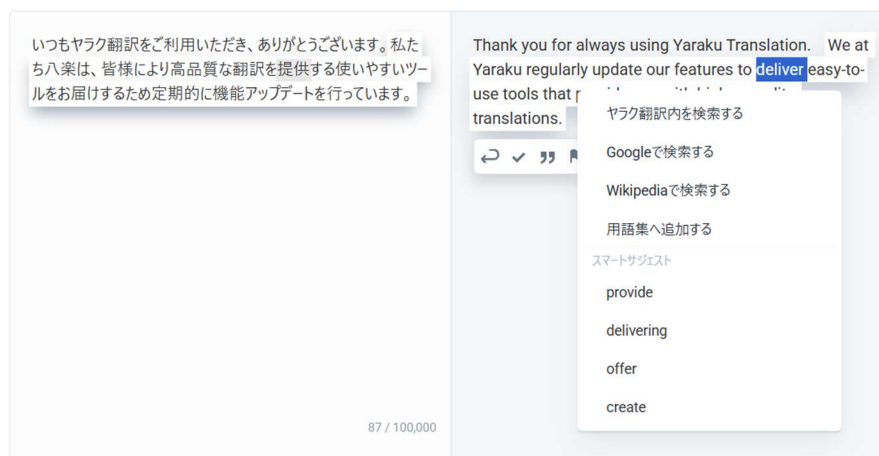 いつもヤラク翻訳をご利用いただき、ありがとうございます。私た
ち八楽は、皆様により高品質な翻訳を提供する使いやすいツー
ルをお届けするため定期的に機能アップデートを行っています。
87 / 100,000
Thank you for always using Yaraku Translation. We at
Yaraku regularly update our features to deliver easy-to-
use tools that
translations.
ヤラク翻訳内を検索する
Googleで検索する
Wikipediaで検索する
用語集へ追加する
スマートサジェスト
provide
delivering
offer
create